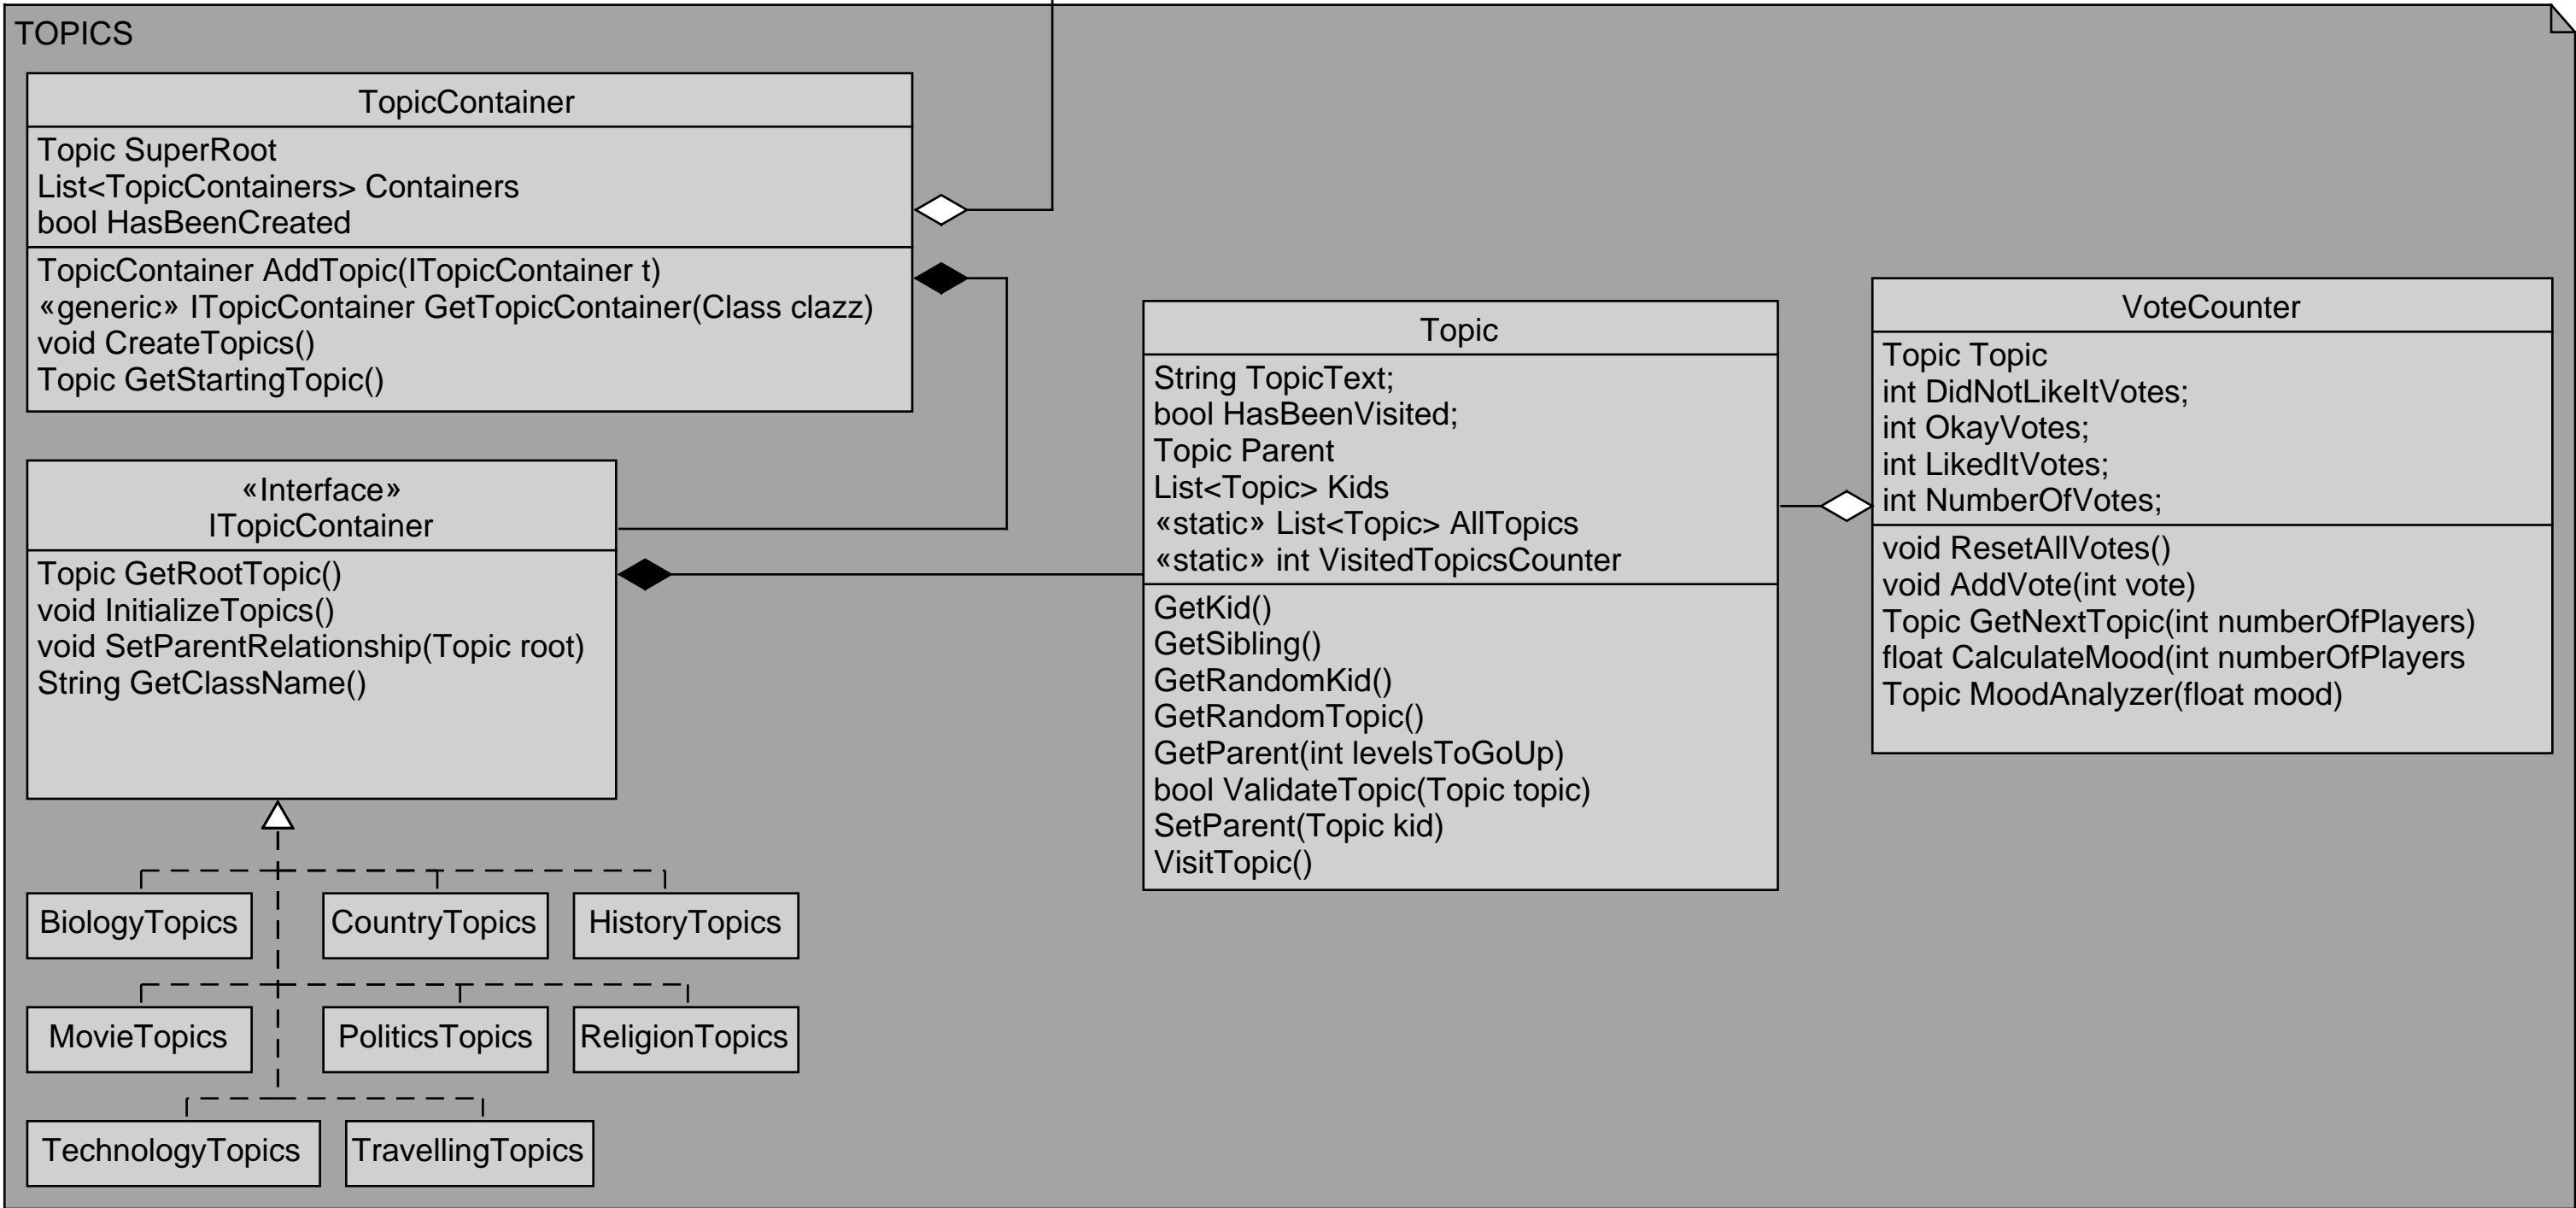 TOPICS
TopicContainer
Topic SuperRoot
List<TopicContainers> Containers
bool HasBeenCreated
TopicContainer AddTopic(ITopicContainer t)
«generic» ITopicContainer GetTopicContainer(Class clazz)
void CreateTopics()
Topic GetStartingTopic()
«Interface»
ITopicContainer
Topic GetRootTopic()
void InitializeTopics()
void SetParentRelationship(Topic root)
String GetClassName()
BiologyTopics
CountryTopics
HistoryTopics
MovieTopics
PoliticsTopics
ReligionTopics
TechnologyTopics
TravellingTopics
Topic
String TopicText;
bool HasBeenVisited;
Topic Parent
List<Topic> Kids
«static» List<Topic> AllTopics
«static» int VisitedTopicsCounter
GetKid()
GetSibling()
GetRandomKid()
GetRandomTopic()
GetParent(int levelsToGoUp)
bool ValidateTopic(Topic topic)
SetParent(Topic kid)
VisitTopic()
VoteCounter
Topic Topic
int DidNotLikeItVotes;
int OkayVotes;
int LikedItVotes;
int NumberOfVotes;
void ResetAllVotes()
void AddVote(int vote)
Topic GetNextTopic(int numberOfPlayers)
float CalculateMood(int numberOfPlayers
Topic MoodAnalyzer(float mood)